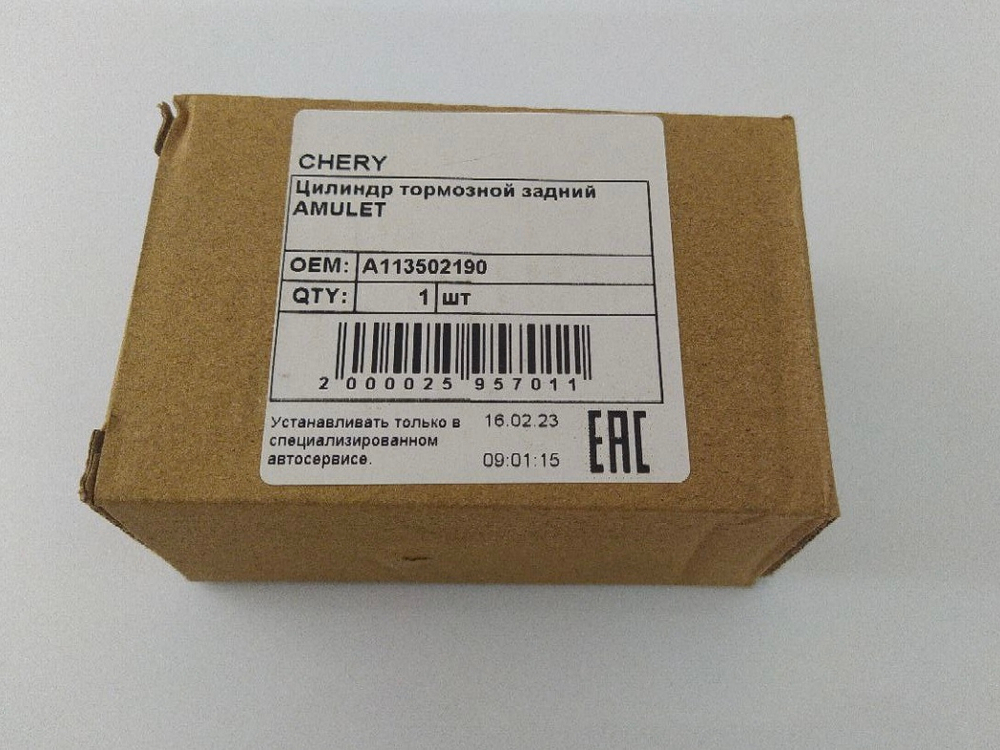 CHERY
Цилиндр тормозной задний
AMULET
OEM: A113502190
QTY: 1 шт
2 000025 957011
Устанавливать только в
специализированном
автосервисе.
16.02.23
09:01:15
EAC